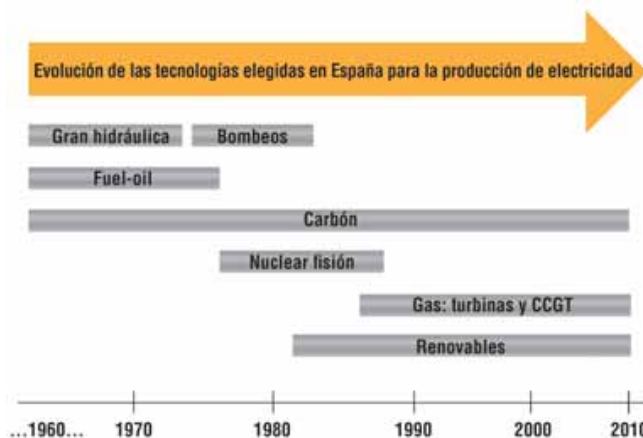 Evolución de las tecnologías elegidas en España para la producción de electricidad
Gran hidráulica Bombeos
Fuel-oil
Carbón
Nuclear fisión
Gas: turbinas y CCGT
Renovables
...1960... 1970 1980 1990 2000 2010